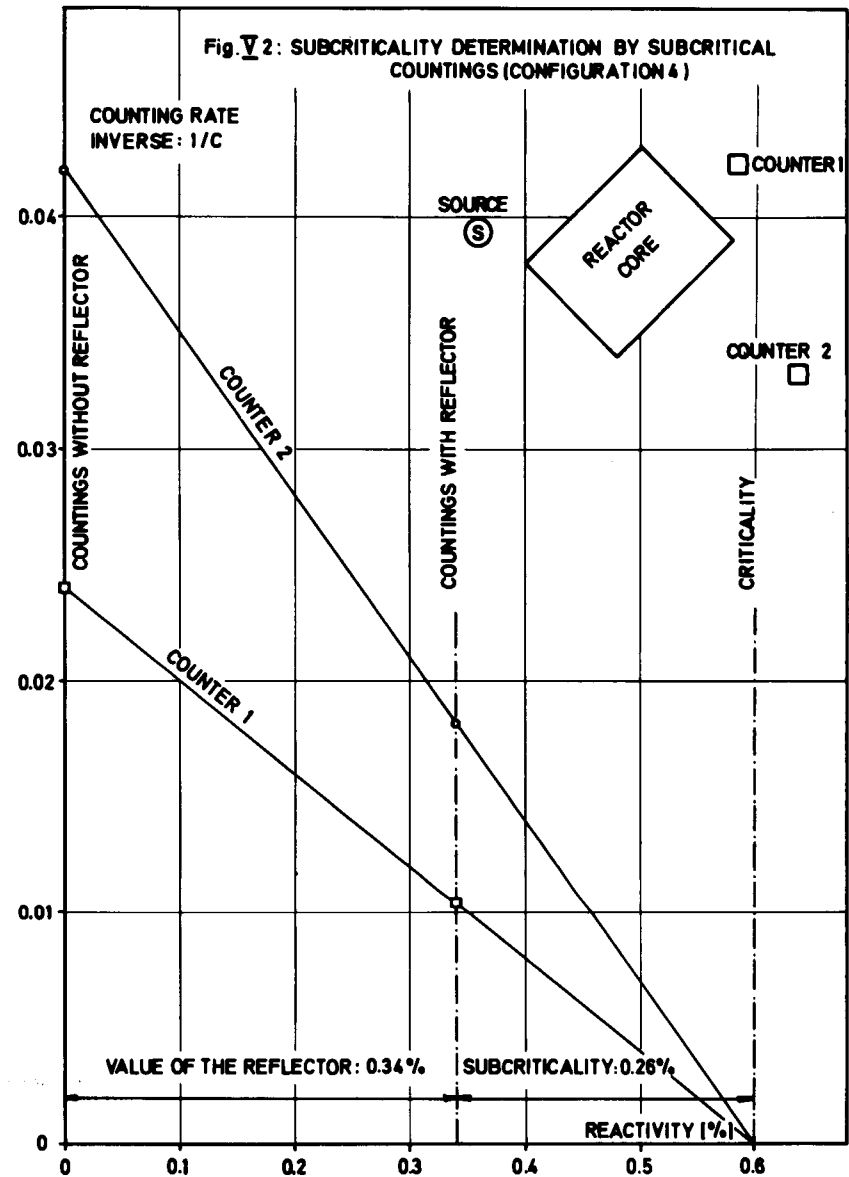 Fig. V 2: SUBCRITICALITY DETERMINATION BY SUBCRITICAL
COUNTINGS (CONFIGURATION 4)
COUNTING RATE
INVERSE: 1/C
COUNTER 1
SOURCE
S
REACTOR
CORE
COUNTER 2
0.04
0.03
0.02
0.01
0
COUNTINGS WITHOUT REFLECTOR
COUNTER 2
COUNTER 1
COUNTINGS WITH REFLECTOR
CRITICALITY
VALUE OF THE REFLECTOR: 0.34%
SUBCRITICALITY: 0.26%
REACTIVITY [%]
0
0.1
0.2
0.3
0.4
0.5
0.6